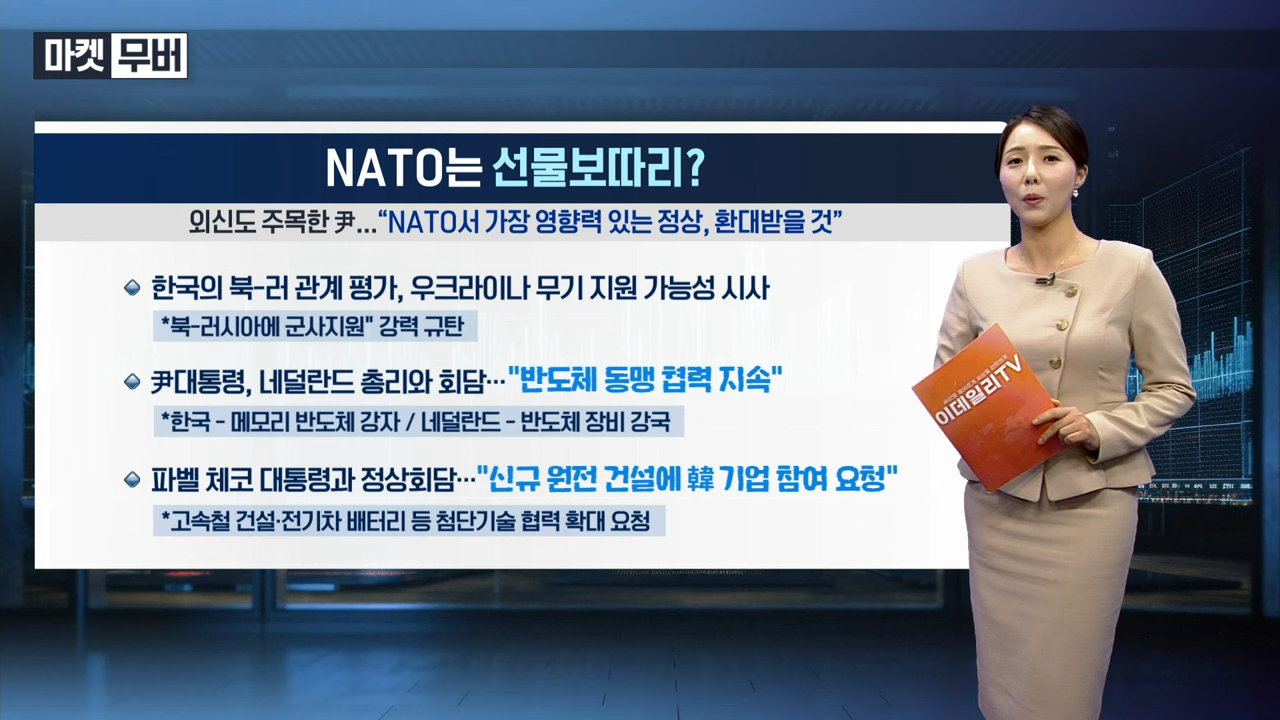 마켓무버
NATO는 선물보따리?
외신도 주목한 尹...“NATO서 가장 영향력 있는 정상, 환대받을 것”
한국의 북-러 관계 평가, 우크라이나 무기 지원 가능성 시사
*북-러시아에 군사지원" 강력 규탄
尹대통령, 네덜란드 총리와 회담…"반도체 동맹 협력 지속"
*한국 - 메모리 반도체 강자 / 네덜란드 - 반도체 장비 강국
파벨 체코 대통령과 정상회담…"신규 원전 건설에 韓 기업 참여 요청"
*고속철 건설·전기차 배터리 등 첨단기술 협력 확대 요청
이데일리TV